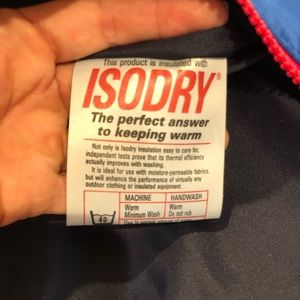 This product is insulated with
ISODRY®
The perfect answer
to keeping warm
Not only is Isodry insulation easy to care for,
independent tests prove that its thermal efficiency
actually improves with washing.
It is ideal for use with moisture-permeable fabrics,
but will enhance the performance of virtually any
outdoor clothing or insulated equipment.
MACHINE HANDWASH
Warm Warm
Minimum Wash Do not rub
40